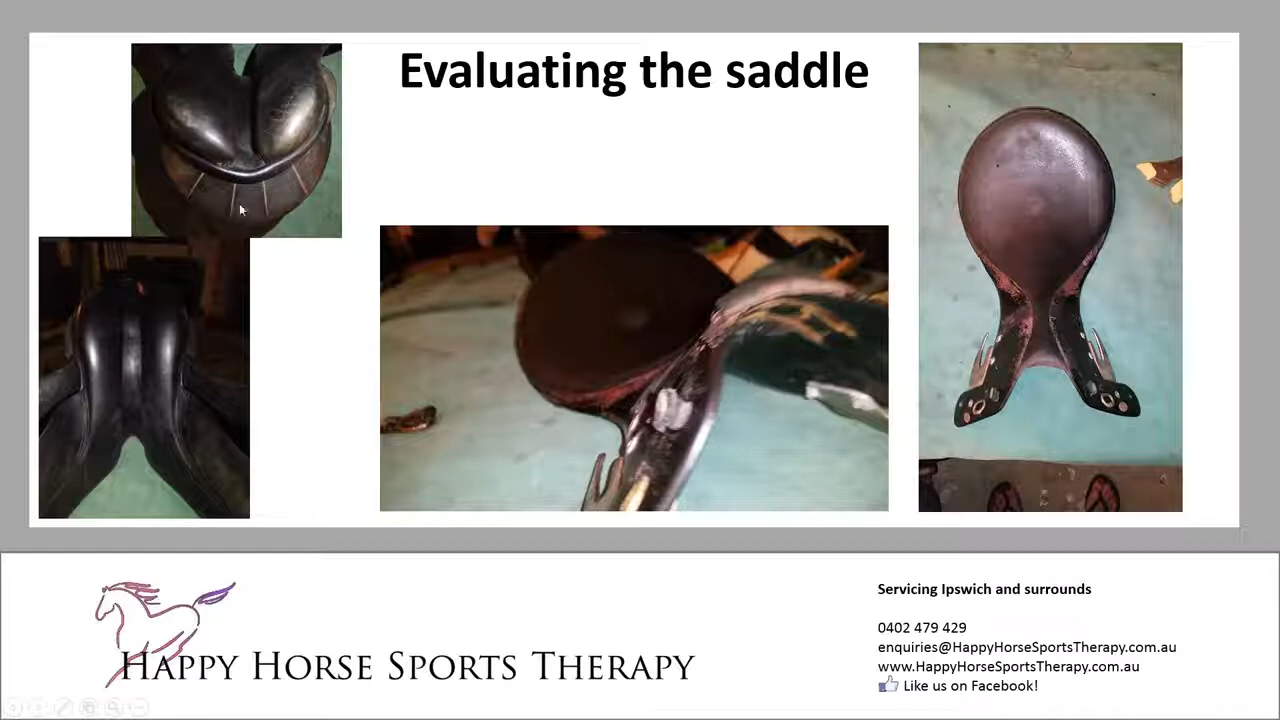 Evaluating the saddle
HAPPY HORSE SPORTS THERAPY
Servicing Ipswich and surrounds
0402 479 429
enquiries@HappyHorseSportsTherapy.com.au
www.HappyHorseSportsTherapy.com.au
Like us on Facebook!